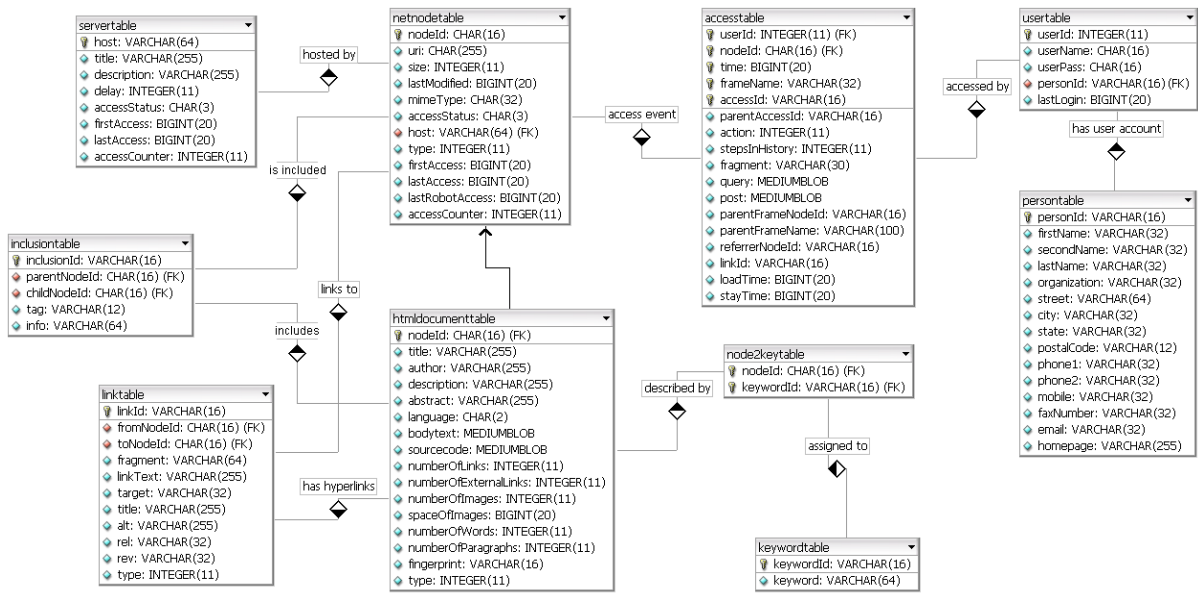 servertable
host: VARCHAR(64)
title: VARCHAR(255)
description: VARCHAR(255)
delay: INTEGER(11)
accessStatus: CHAR(3)
firstAccess: BIGINT(20)
lastAccess: BIGINT(20)
accessCounter: INTEGER(11)
hosted by
netnodetable
nodeId: CHAR(16)
uri: CHAR(255)
size: INTEGER(11)
lastModified: BIGINT(20)
mimeType: CHAR(32)
accessStatus: CHAR(3)
host: VARCHAR(64) (FK)
type: INTEGER(11)
firstAccess: BIGINT(20)
lastAccess: BIGINT(20)
lastRobotAccess: BIGINT(20)
accessCounter: INTEGER(11)
access event
accesstable
userId: INTEGER(11) (FK)
nodeId: CHAR(16) (FK)
time: BIGINT(20)
frameName: VARCHAR(32)
accessId: VARCHAR(16)
parentAccessId: VARCHAR(16)
action: INTEGER(11)
stepsInHistory: INTEGER(11)
fragment: VARCHAR(30)
query: MEDIUMBLOB
post: MEDIUMBLOB
parentFrameNodeId: VARCHAR(16)
parentFrameName: VARCHAR(100)
referrerNodeId: VARCHAR(16)
linkId: VARCHAR(16)
loadTime: BIGINT(20)
stayTime: BIGINT(20)
accessed by
usertable
userId: INTEGER(11)
userName: CHAR(16)
userPass: CHAR(16)
personId: VARCHAR(16) (FK)
lastLogin: BIGINT(20)
has user account
persontable
personId: VARCHAR(16)
firstName: VARCHAR(32)
secondName: VARCHAR(32)
lastName: VARCHAR(32)
organization: VARCHAR(32)
street: VARCHAR(64)
city: VARCHAR(32)
state: VARCHAR(32)
postalCode: VARCHAR(12)
phone1: VARCHAR(32)
phone2: VARCHAR(32)
mobile: VARCHAR(32)
faxNumber: VARCHAR(32)
email: VARCHAR(32)
homepage: VARCHAR(255)
is included
inclusiontable
inclusionId: VARCHAR(16)
parentNodeId: CHAR(16) (FK)
childNodeId: CHAR(16) (FK)
tag: VARCHAR(12)
info: VARCHAR(64)
links to
includes
linktable
linkId: VARCHAR(16)
fromNodeId: CHAR(16) (FK)
toNodeId: CHAR(16) (FK)
fragment: VARCHAR(64)
linkText: VARCHAR(255)
target: VARCHAR(32)
title: VARCHAR(255)
alt: VARCHAR(255)
rel: VARCHAR(32)
rev: VARCHAR(32)
type: INTEGER(11)
has hyperlinks
htmldocumenttable
nodeId: CHAR(16) (FK)
title: VARCHAR(255)
author: VARCHAR(255)
description: VARCHAR(255)
abstract: VARCHAR(255)
language: CHAR(2)
bodytext: MEDIUMBLOB
sourcecode: MEDIUMBLOB
numberOfLinks: INTEGER(11)
numberOfExternalLinks: INTEGER(11)
numberOfImages: INTEGER(11)
spaceOfImages: BIGINT(20)
numberOfWords: INTEGER(11)
numberOfParagraphs: INTEGER(11)
fingerprint: VARCHAR(16)
type: INTEGER(11)
described by
node2keytable
nodeId: CHAR(16) (FK)
keywordId: VARCHAR(16) (FK)
assigned to
keywordtable
keywordId: VARCHAR(16)
keyword: VARCHAR(64)